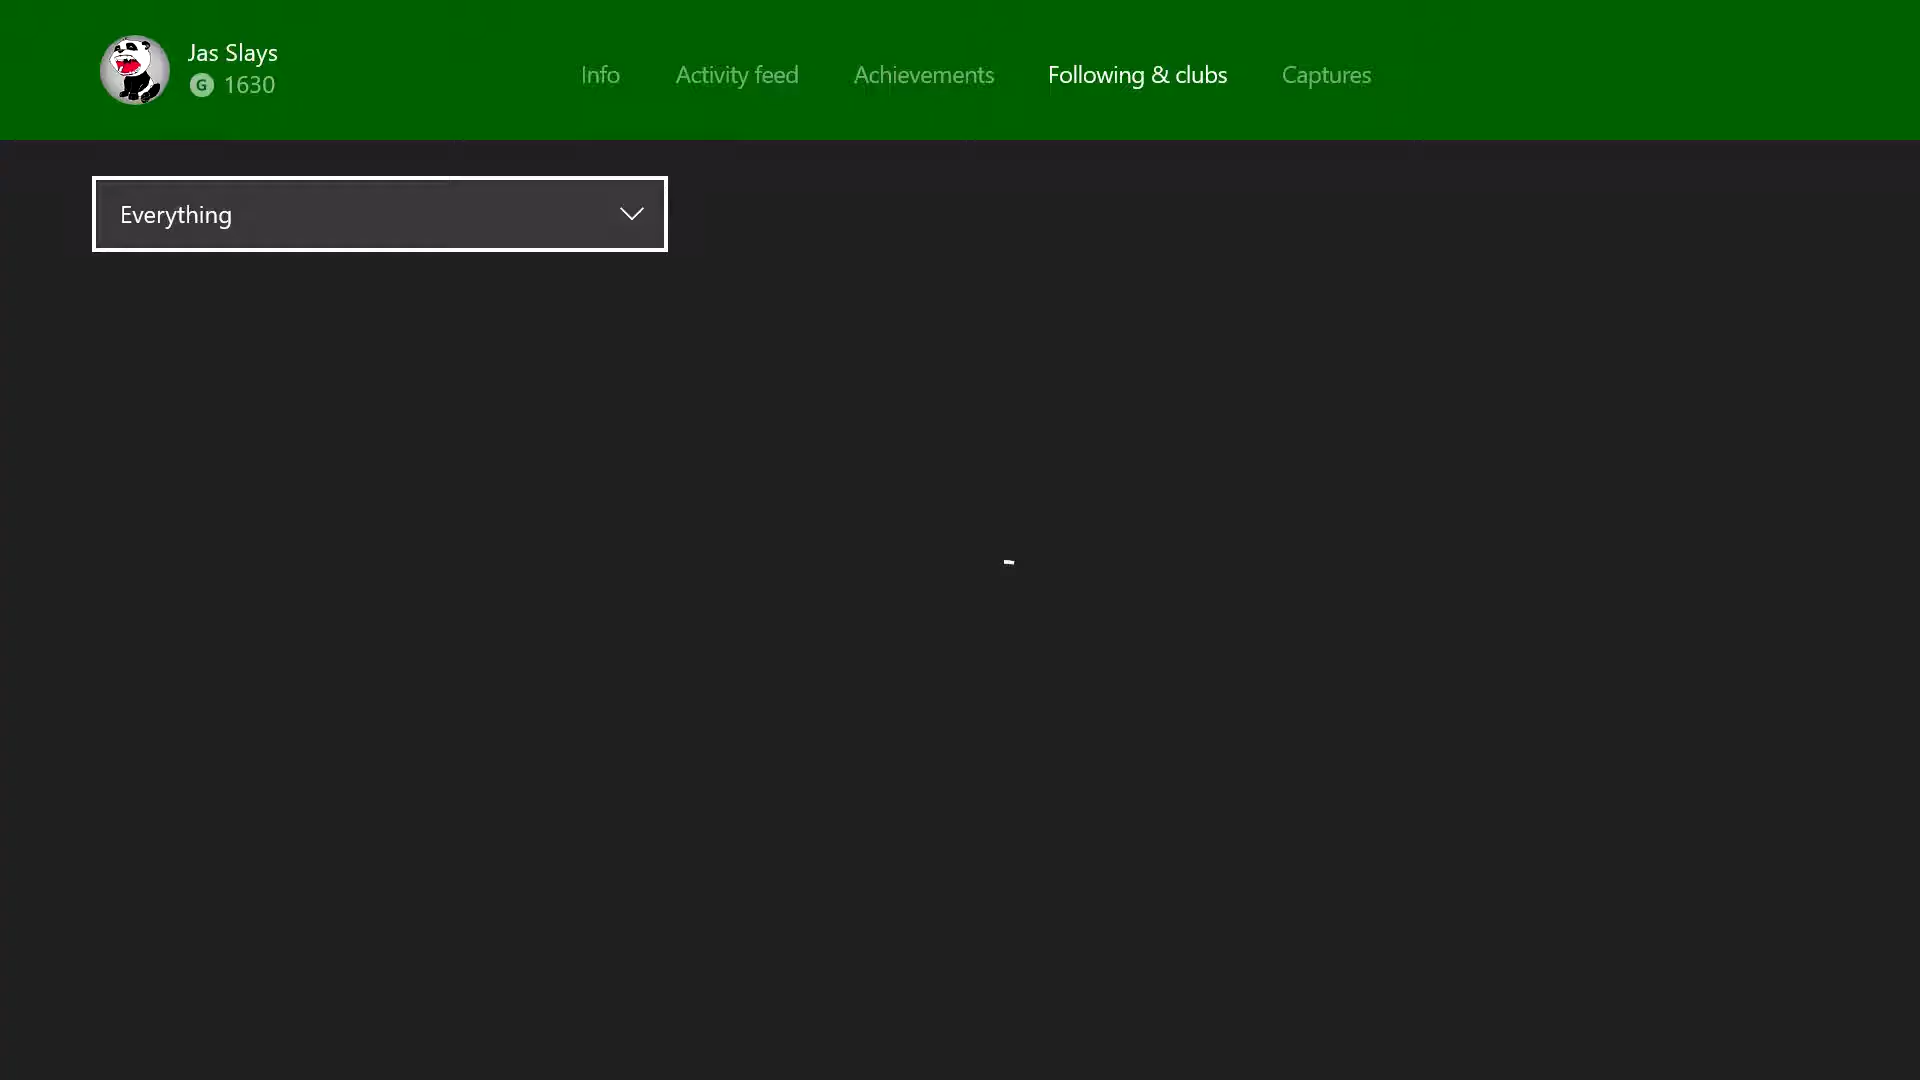 Jas Slays
G 1630
Info
Activity feed
Achievements
Following & clubs
Captures
Everything